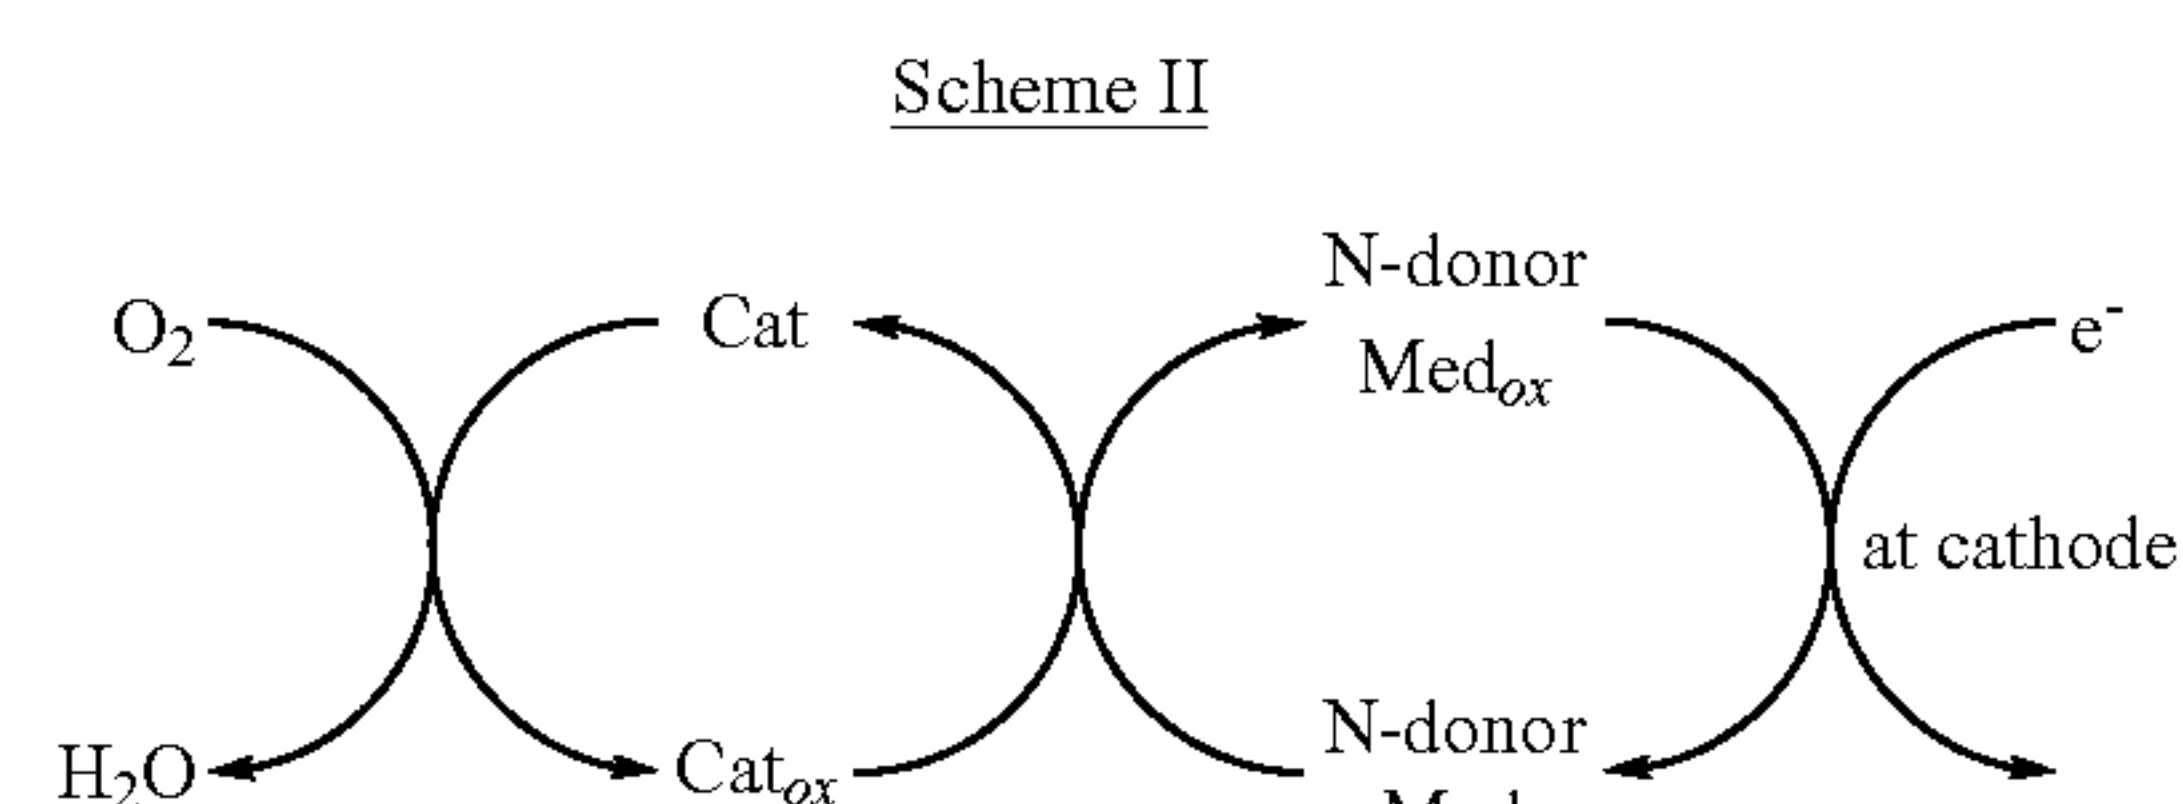 Scheme II
N-donor
O₂ Cat e⁻
Medₒₓ
at cathode
N-donor
H₂O Catₒₓ